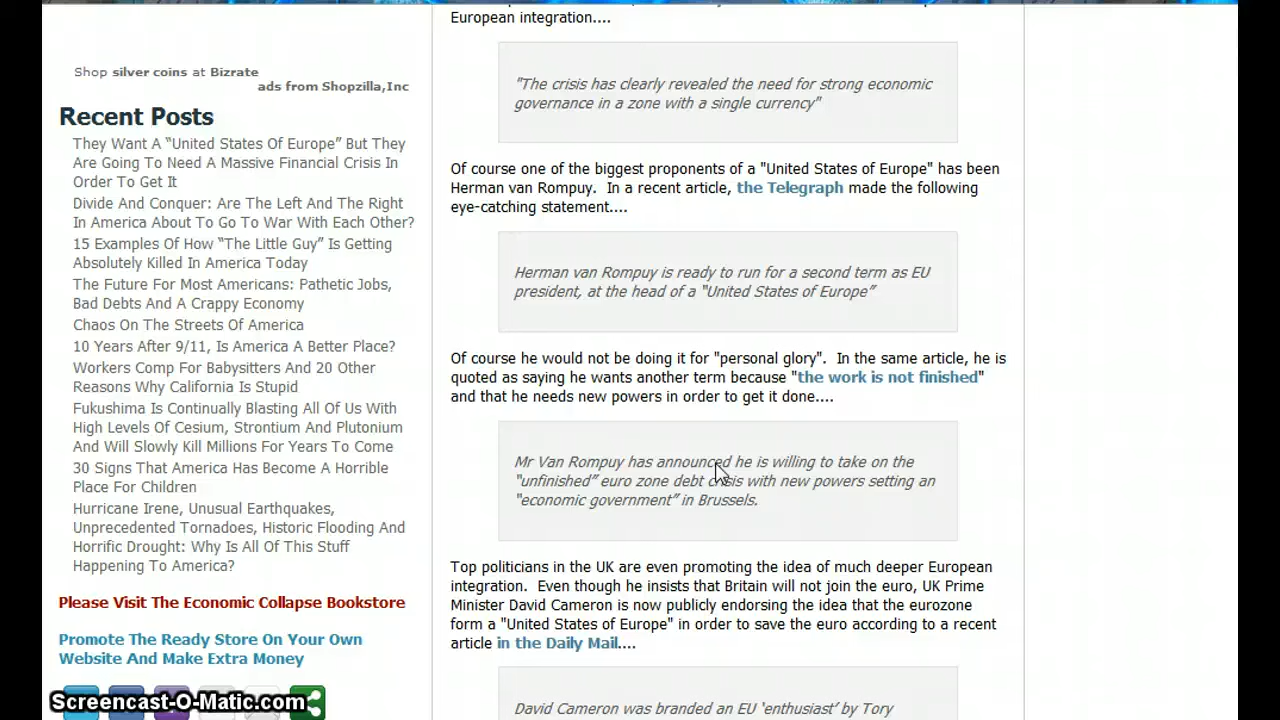 Shop silver coins at Bizrate
ads from Shopzilla,Inc
Recent Posts
They Want A “United States Of Europe” But They
Are Going To Need A Massive Financial Crisis In
Order To Get It
Divide And Conquer: Are The Left And The Right
In America About To Go To War With Each Other?
15 Examples Of How “The Little Guy” Is Getting
Absolutely Killed In America Today
The Future For Most Americans: Pathetic Jobs,
Bad Debts And A Crappy Economy
Chaos On The Streets Of America
10 Years After 9/11, Is America A Better Place?
Workers Comp For Babysitters And 20 Other
Reasons Why California Is Stupid
Fukushima Is Continually Blasting All Of Us With
High Levels Of Cesium, Strontium And Plutonium
And Will Slowly Kill Millions For Years To Come
30 Signs That America Has Become A Horrible
Place For Children
Hurricane Irene, Unusual Earthquakes,
Unprecedented Tornadoes, Historic Flooding And
Horrific Drought: Why Is All Of This Stuff
Happening To America?
Please Visit The Economic Collapse Bookstore
Promote The Ready Store On Your Own
Website And Make Extra Money
Screencast-O-Matic.com
European integration....
"The crisis has clearly revealed the need for strong economic
governance in a zone with a single currency"
Of course one of the biggest proponents of a "United States of Europe" has been
Herman van Rompuy.  In a recent article, the Telegraph made the following
eye-catching statement....
Herman van Rompuy is ready to run for a second term as EU
president, at the head of a “United States of Europe”
Of course he would not be doing it for "personal glory".  In the same article, he is
quoted as saying he wants another term because "the work is not finished"
and that he needs new powers in order to get it done....
Mr Van Rompuy has announced he is willing to take on the
“unfinished” euro zone debt crisis with new powers setting an
“economic government” in Brussels.
Top politicians in the UK are even promoting the idea of much deeper European
integration.  Even though he insists that Britain will not join the euro, UK Prime
Minister David Cameron is now publicly endorsing the idea that the eurozone
form a "United States of Europe" in order to save the euro according to a recent
article in the Daily Mail....
David Cameron was branded an EU ‘enthusiast’ by Tory